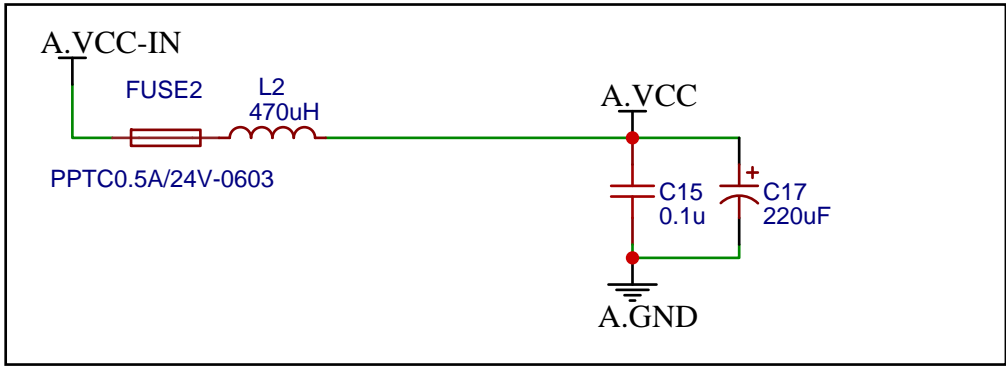 A.VCC-IN
FUSE2
L2
470uH
PPTC0.5A/24V-0603
A.VCC
+
C15
0.1u
C17
220uF
A.GND